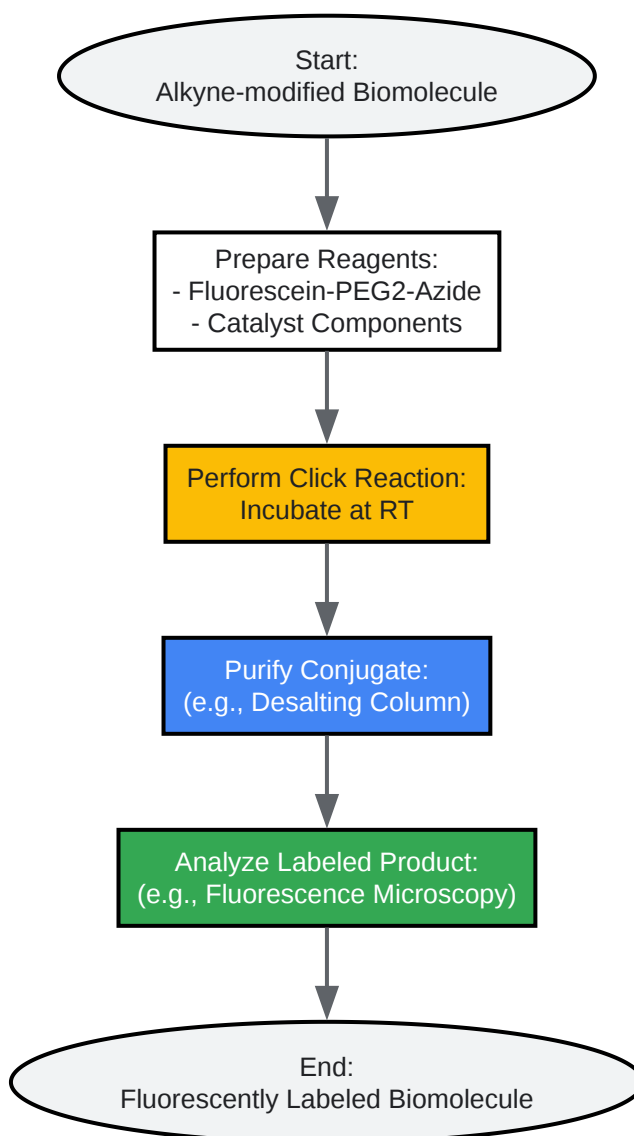 Start:
Alkyne-modified Biomolecule
Prepare Reagents:
- Fluorescein-PEG2-Azide
- Catalyst Components
Perform Click Reaction:
Incubate at RT
Purify Conjugate:
(e.g., Desalting Column)
Analyze Labeled Product:
(e.g., Fluorescence Microscopy)
End:
Fluorescently Labeled Biomolecule